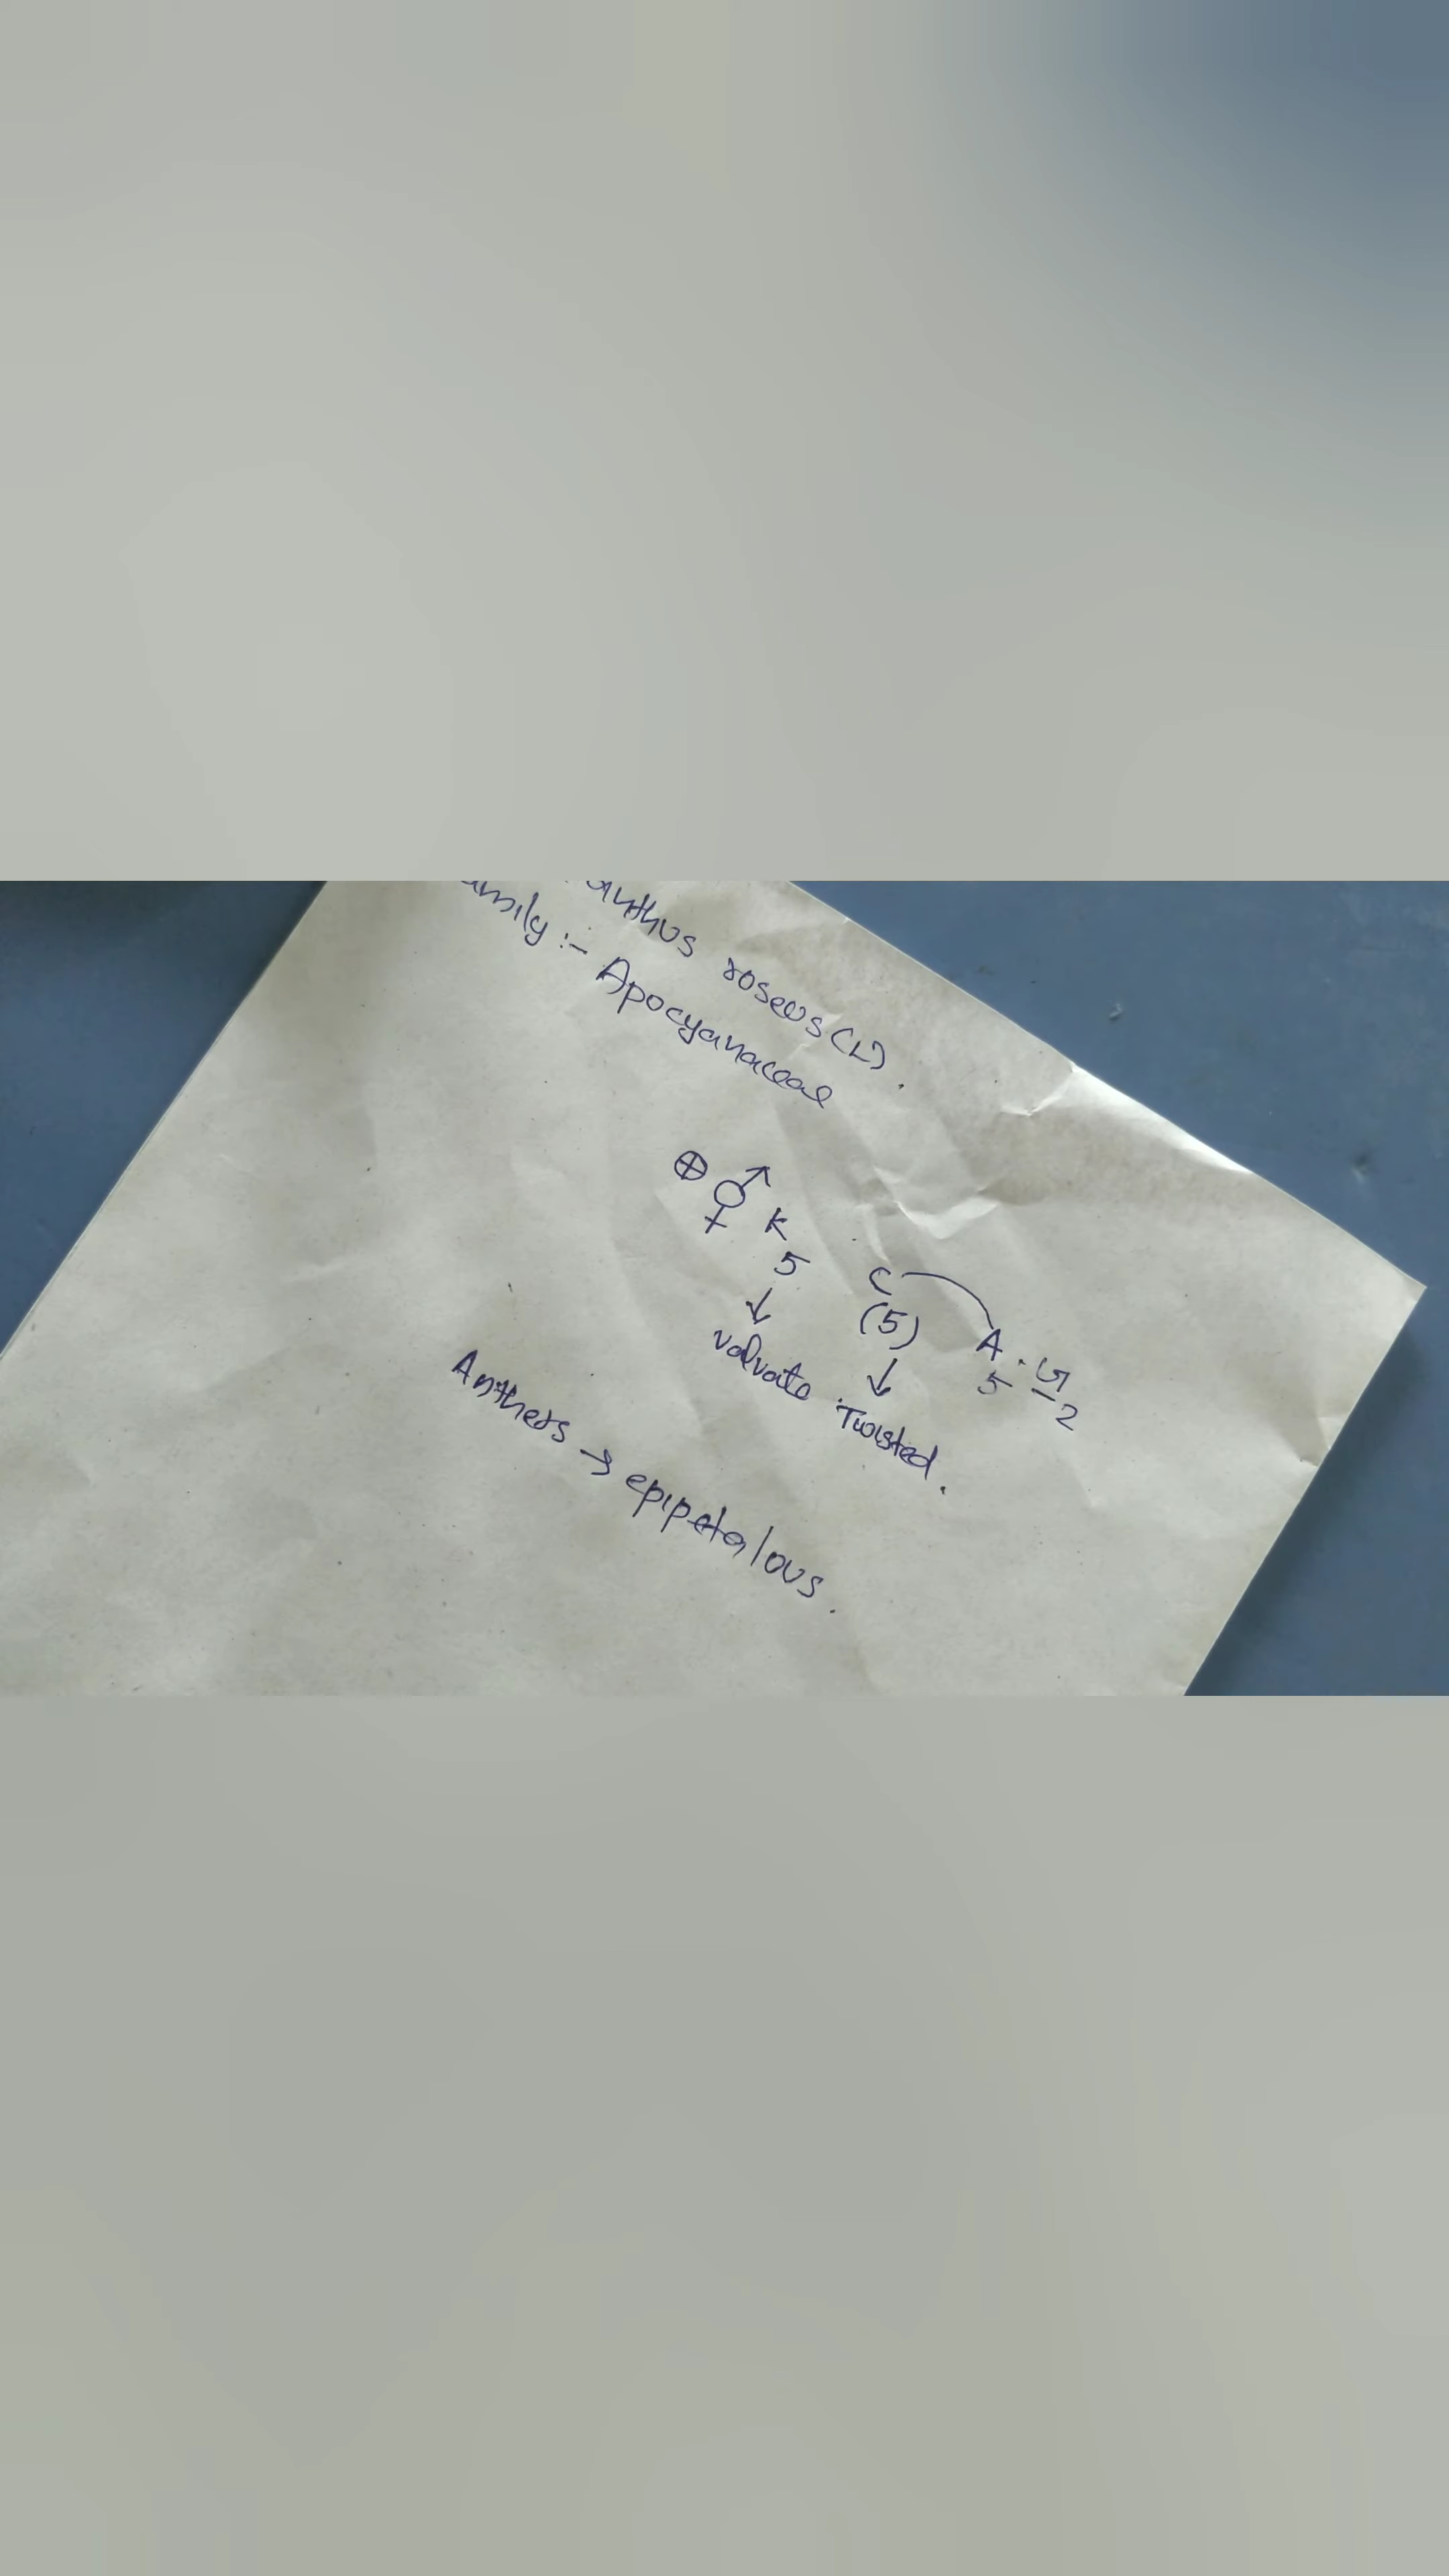 anthus roseus (L).
amily :- Apocyanaceae
⊕ ⚥ K 5 C (5) A 5 G 2
↓ ↓
valvate Twisted.
Anthers → epipetalous.